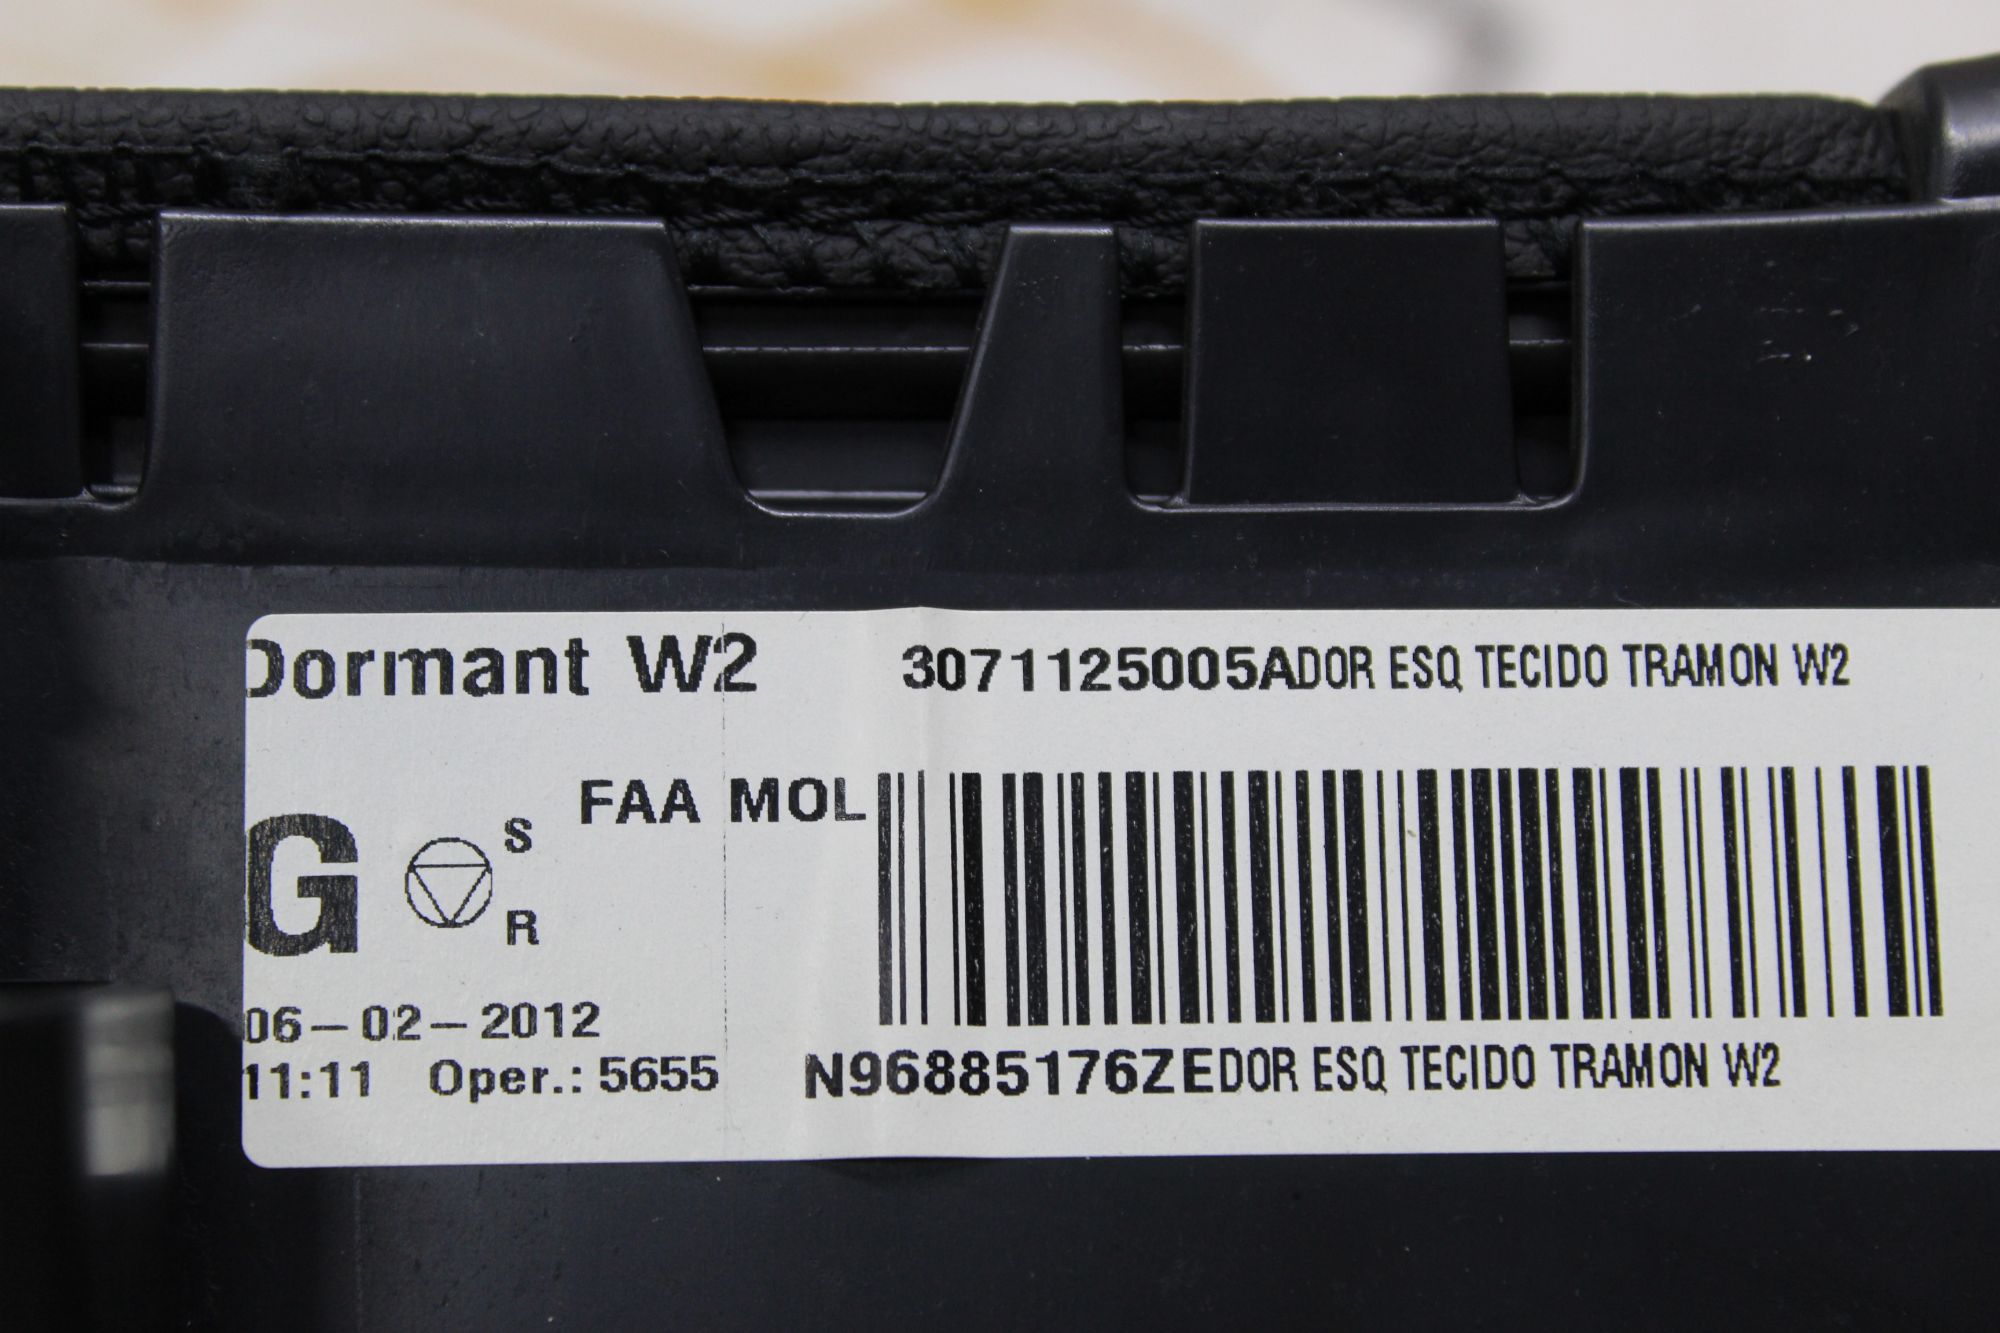 Dormant W2 3071125005ADOR ESQ TECIDO TRAMON W2
FAA MOL
G S
R
06-02-2012
11:11 Oper.: 5655 N96885176ZEDOR ESQ TECIDO TRAMON W2